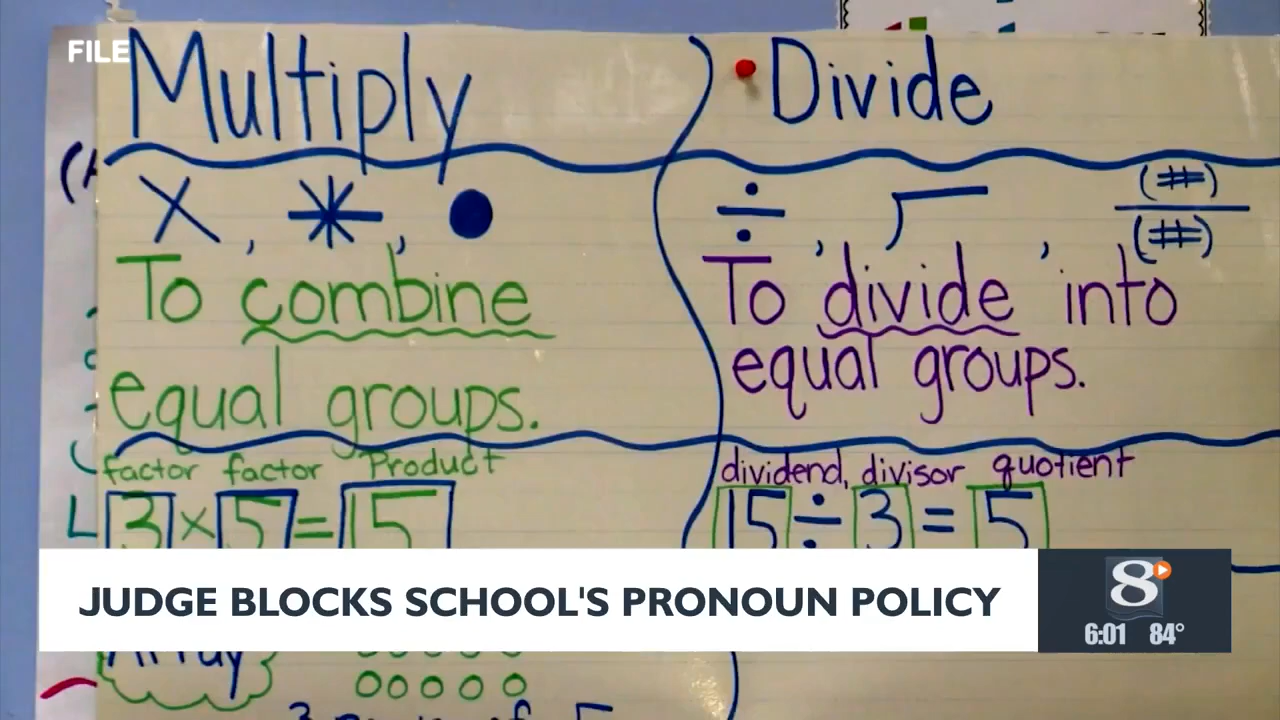 FILE
Multiply
Divide
X, *, •
÷, , (#)
(#)
To combine
equal groups.
To divide into
equal groups.
factor factor Product
3 × 5 = 15
dividend, divisor quotient
15 ÷ 3 = 5
JUDGE BLOCKS SCHOOL'S PRONOUN POLICY
8
6:01 84°
Array